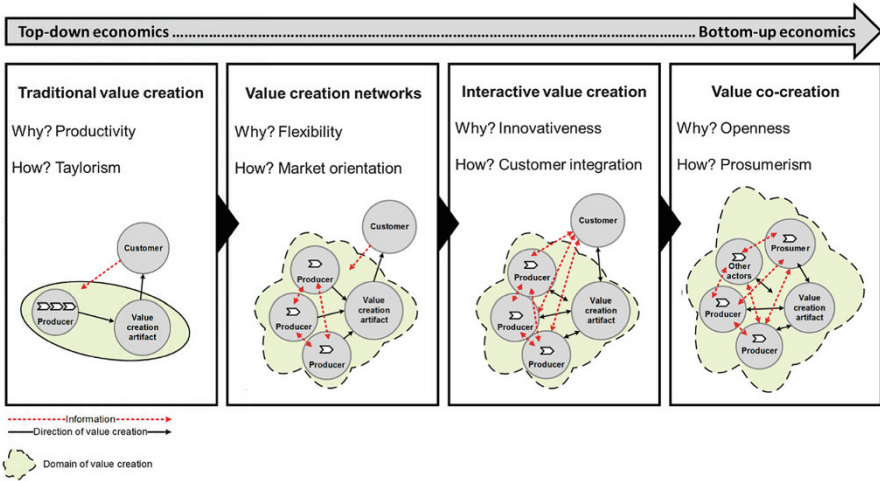 Top-down economics ........................................................................................................................ Bottom-up economics
Traditional value creation
Why? Productivity
How? Taylorism
Customer
Producer
Value
creation
artifact
Value creation networks
Why? Flexibility
How? Market orientation
Customer
Producer
Producer
Value
creation
artifact
Producer
Interactive value creation
Why? Innovativeness
How? Customer integration
Customer
Producer
Producer
Value
creation
artifact
Producer
Value co-creation
Why? Openness
How? Prosumerism
Prosumer
Other
actors
Producer
Value
creation
artifact
Producer
Information
Direction of value creation
Domain of value creation